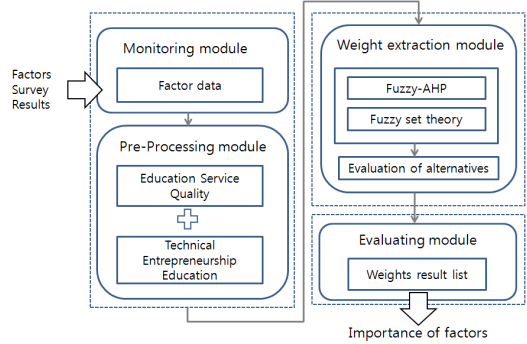 Factors
Survey
Results
Monitoring module
Factor data
Pre-Processing module
Education Service
Quality
Technical
Entrepreneurship
Education
Weight extraction module
Fuzzy-AHP
Fuzzy set theory
Evaluation of alternatives
Evaluating module
Weights result list
Importance of factors